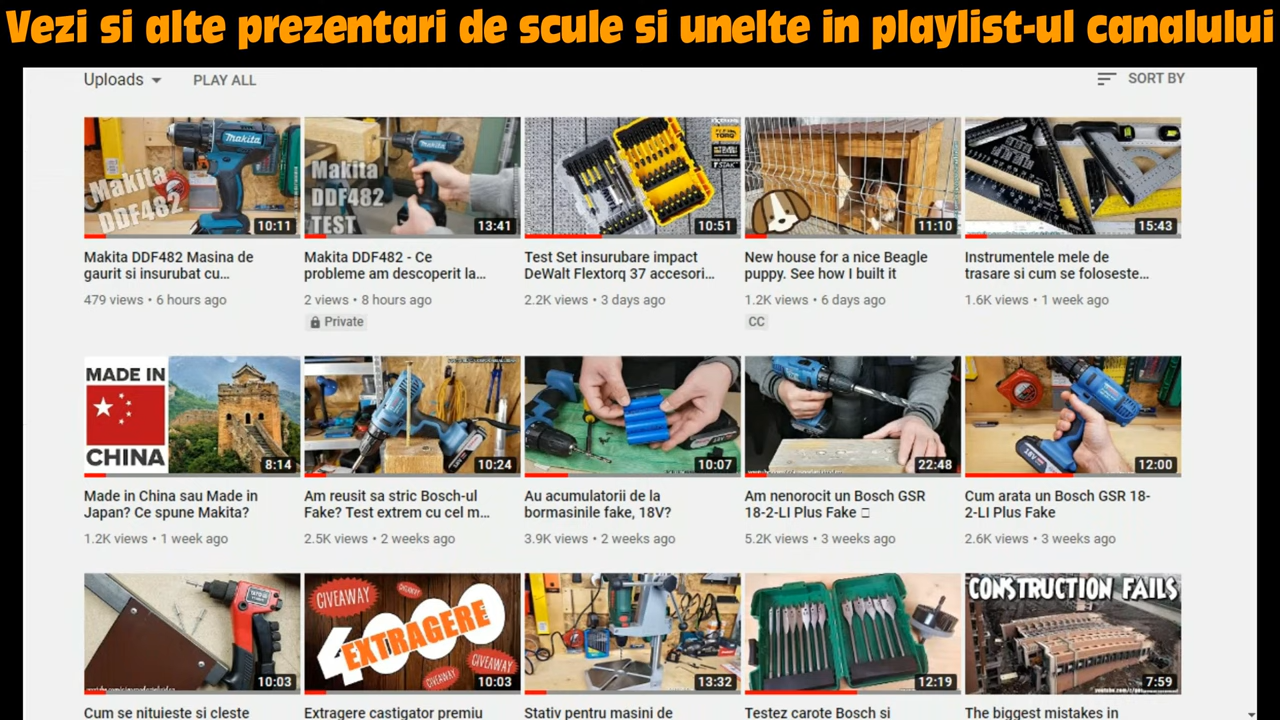 Vezi si alte prezentari de scule si unelte in playlist-ul canalului
Uploads PLAY ALL SORT BY
Makita
DDF482
10:11
Makita DDF482 Masina de
gaurit si insurubat cu...
479 views • 6 hours ago
Makita
DDF482
TEST
13:41
Makita DDF482 - Ce
probleme am descoperit la...
2 views • 8 hours ago
Private
10:51
Test Set insurubare impact
DeWalt Flextorq 37 accesori...
2.2K views • 3 days ago
11:10
New house for a nice Beagle
puppy. See how I built it
1.2K views • 6 days ago
CC
15:43
Instrumentele mele de
trasare si cum se foloseste...
1.6K views • 1 week ago
MADE IN
CHINA
8:14
Made in China sau Made in
Japan? Ce spune Makita?
1.2K views • 1 week ago
10:24
Am reusit sa stric Bosch-ul
Fake? Test extrem cu cel m...
2.5K views • 2 weeks ago
10:07
Au acumulatorii de la
bormasinile fake, 18V?
3.9K views • 2 weeks ago
22:48
Am nenorocit un Bosch GSR
18-2-LI Plus Fake
5.2K views • 3 weeks ago
18V
12:00
Cum arata un Bosch GSR 18-
2-LI Plus Fake
2.6K views • 3 weeks ago
10:03
Cum se nituieste si cleste
GIVEAWAY
GIVEAWAY
400
EXTRAGERE
GIVEAWAY
GIVEAWAY
10:03
Extragere castigator premiu
13:32
Stativ pentru masini de
12:19
Testez carote Bosch si
CONSTRUCTION FAILS
7:59
The biggest mistakes in